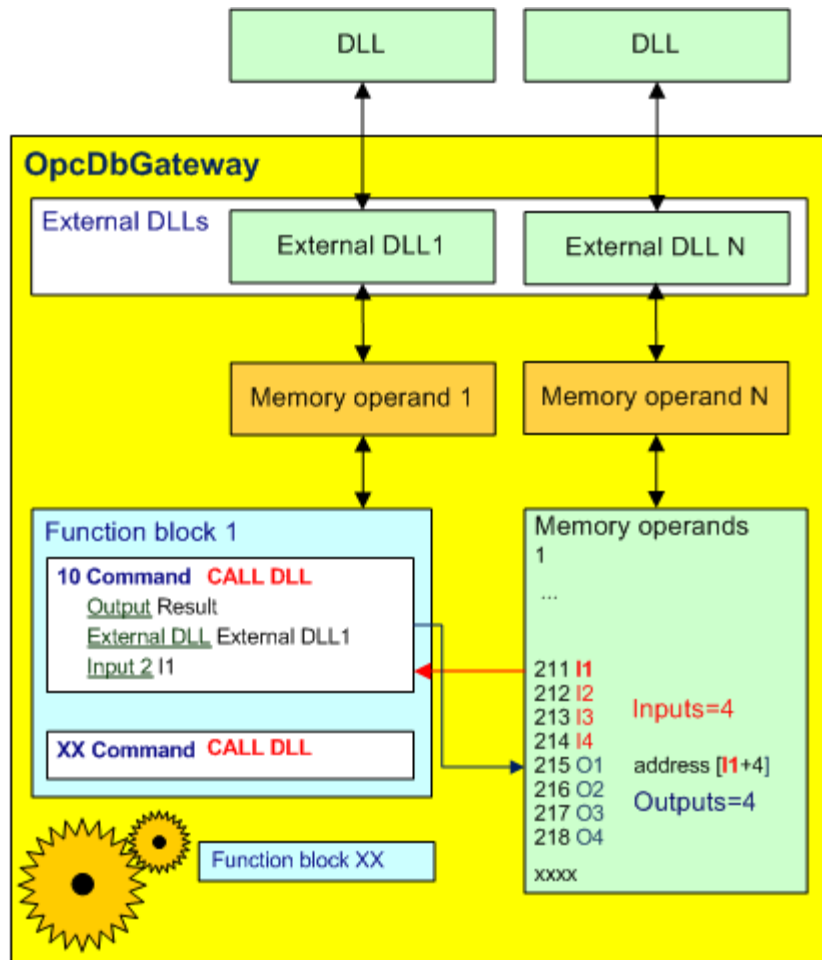 DLL
DLL
OpcDbGateway
External DLLs
External DLL1
External DLL N
Memory operand 1
Memory operand N
Function block 1
10 Command CALL DLL
Output Result
External DLL External DLL1
Input 2 I1
XX Command CALL DLL
Function block XX
Memory operands
1
...
211 I1
212 I2
213 I3
214 I4
Inputs=4
215 O1 address [I1+4]
216 O2
217 O3
218 O4
Outputs=4
xxxx